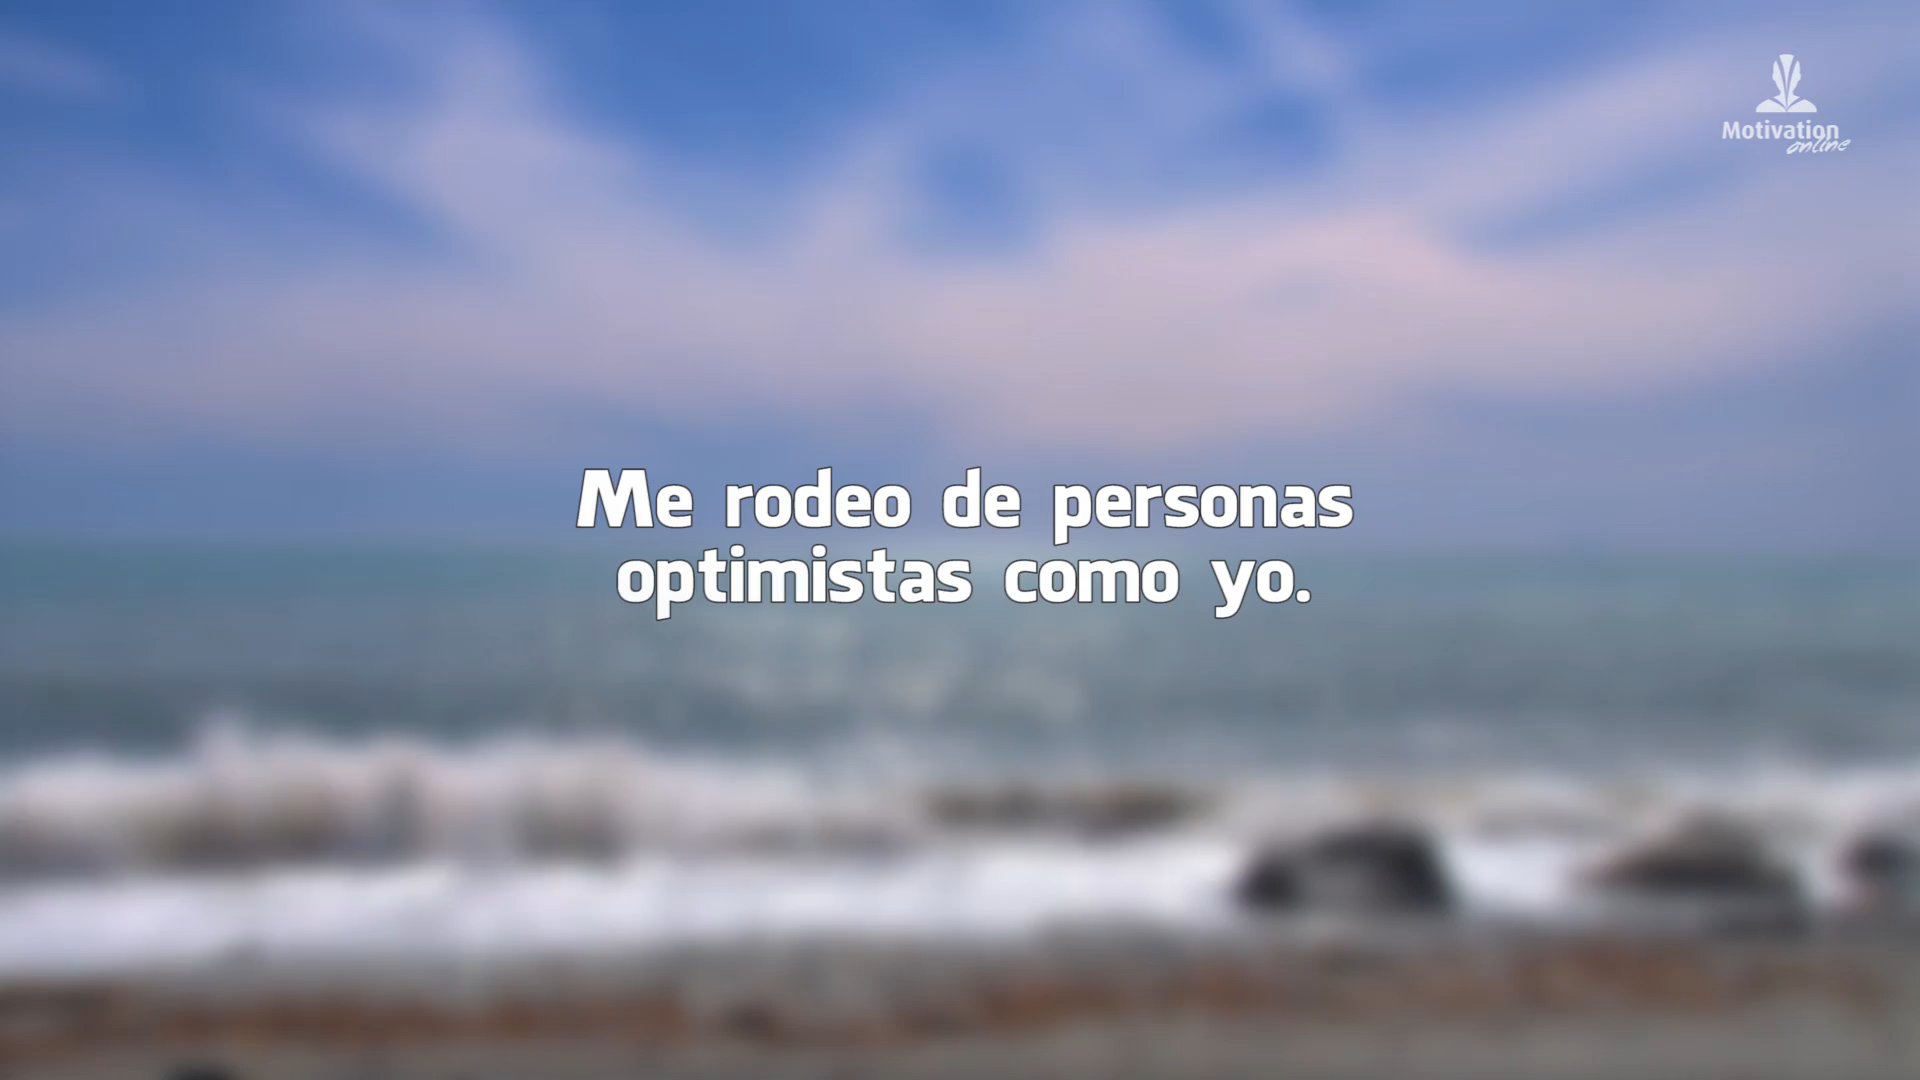 Motivation
online
Me rodeo de personas
optimistas como yo.